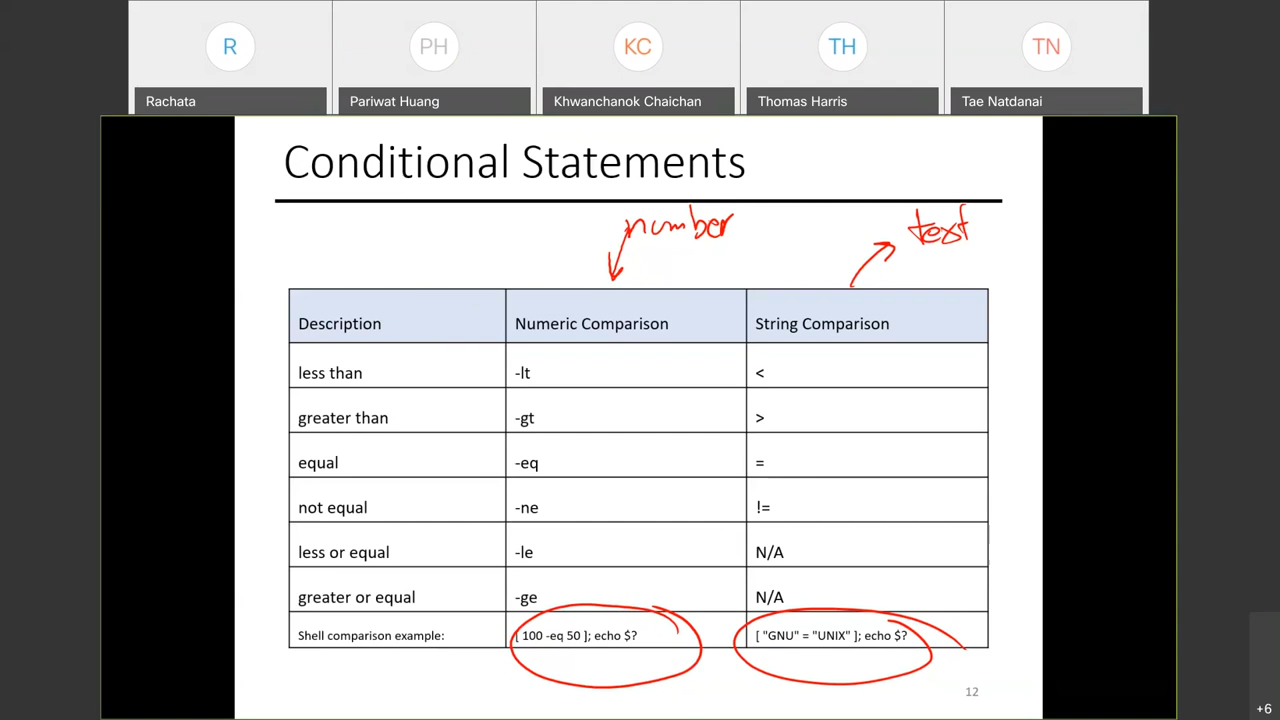 R PH KC TH TN
Rachata Pariwat Huang Khwanchanok Chaichan Thomas Harris Tae Natdanai
Conditional Statements
number text
Description Numeric Comparison String Comparison
less than -lt <
greater than -gt >
equal -eq =
not equal -ne !=
less or equal -le N/A
greater or equal -ge N/A
Shell comparison example: [ 100 -eq 50 ]; echo $? [ "GNU" = "UNIX" ]; echo $?
12
+6